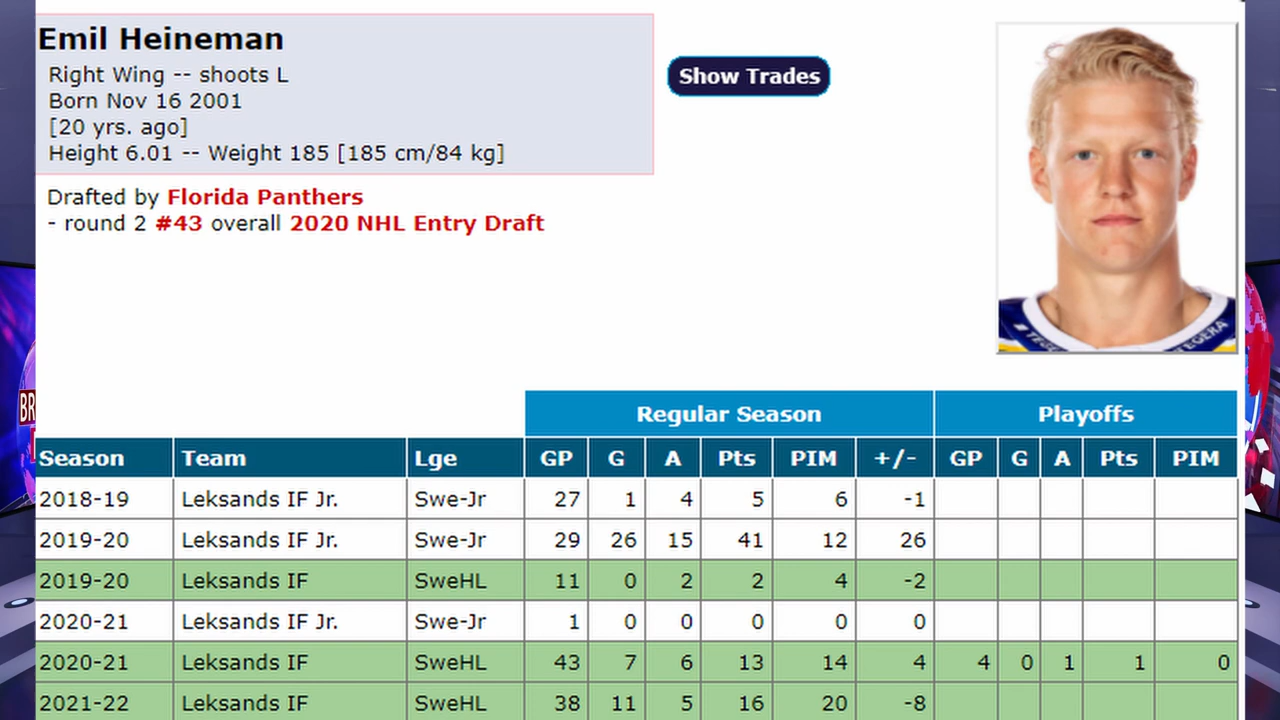 Emil Heineman
Right Wing -- shoots L
Born Nov 16 2001
[20 yrs. ago]
Height 6.01 -- Weight 185 [185 cm/84 kg]
Show Trades
Drafted by Florida Panthers
- round 2 #43 overall 2020 NHL Entry Draft
Regular Season Playoffs
Season Team Lge GP G A Pts PIM +/- GP G A Pts PIM
2018-19 Leksands IF Jr. Swe-Jr 27 1 4 5 6 -1
2019-20 Leksands IF Jr. Swe-Jr 29 26 15 41 12 26
2019-20 Leksands IF SweHL 11 0 2 2 4 -2
2020-21 Leksands IF Jr. Swe-Jr 1 0 0 0 0 0
2020-21 Leksands IF SweHL 43 7 6 13 14 4 4 0 1 1 0
2021-22 Leksands IF SweHL 38 11 5 16 20 -8
BR